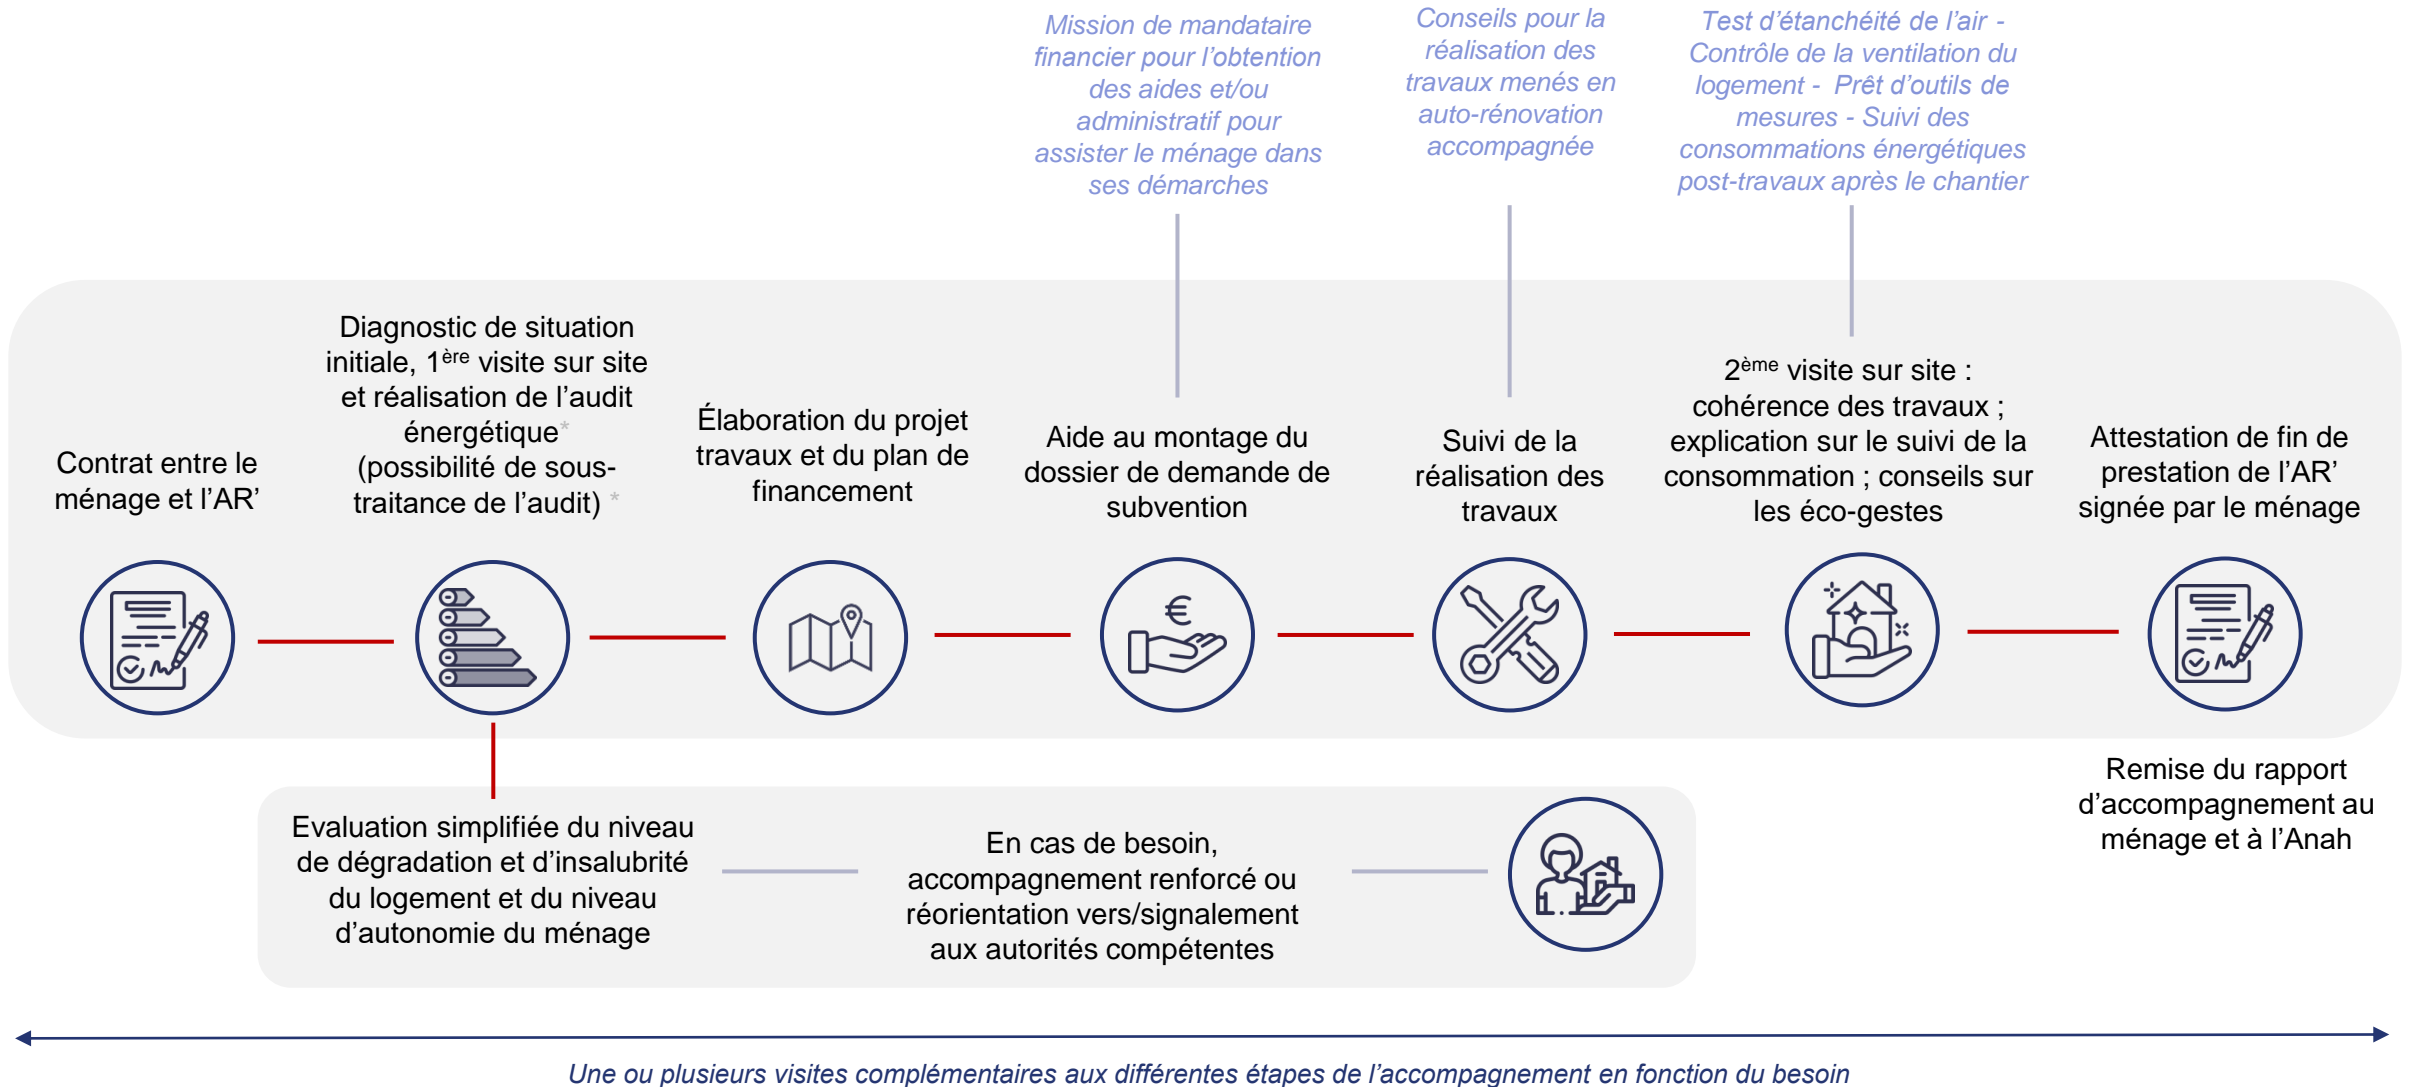 Mission de mandataire
financier pour l’obtention
des aides et/ou
administratif pour
assister le ménage dans
ses démarches
Conseils pour la
réalisation des
travaux menés en
auto-rénovation
accompagnée
Test d’étanchéité de l’air -
Contrôle de la ventilation du
logement - Prêt d’outils de
mesures - Suivi des
consommations énergétiques
post-travaux après le chantier
Contrat entre le
ménage et l’AR’
Diagnostic de situation
initiale, 1ère visite sur site
et réalisation de l’audit
énergétique*
(possibilité de sous-
traitance de l’audit) *
Élaboration du projet
travaux et du plan de
financement
Aide au montage du
dossier de demande de
subvention
Suivi de la
réalisation des
travaux
2ème visite sur site :
cohérence des travaux ;
explication sur le suivi de la
consommation ; conseils sur
les éco-gestes
Attestation de fin de
prestation de l’AR’
signée par le ménage
€
Remise du rapport
d’accompagnement au
ménage et à l’Anah
Evaluation simplifiée du niveau
de dégradation et d’insalubrité
du logement et du niveau
d’autonomie du ménage
En cas de besoin,
accompagnement renforcé ou
réorientation vers/signalement
aux autorités compétentes
Une ou plusieurs visites complémentaires aux différentes étapes de l’accompagnement en fonction du besoin